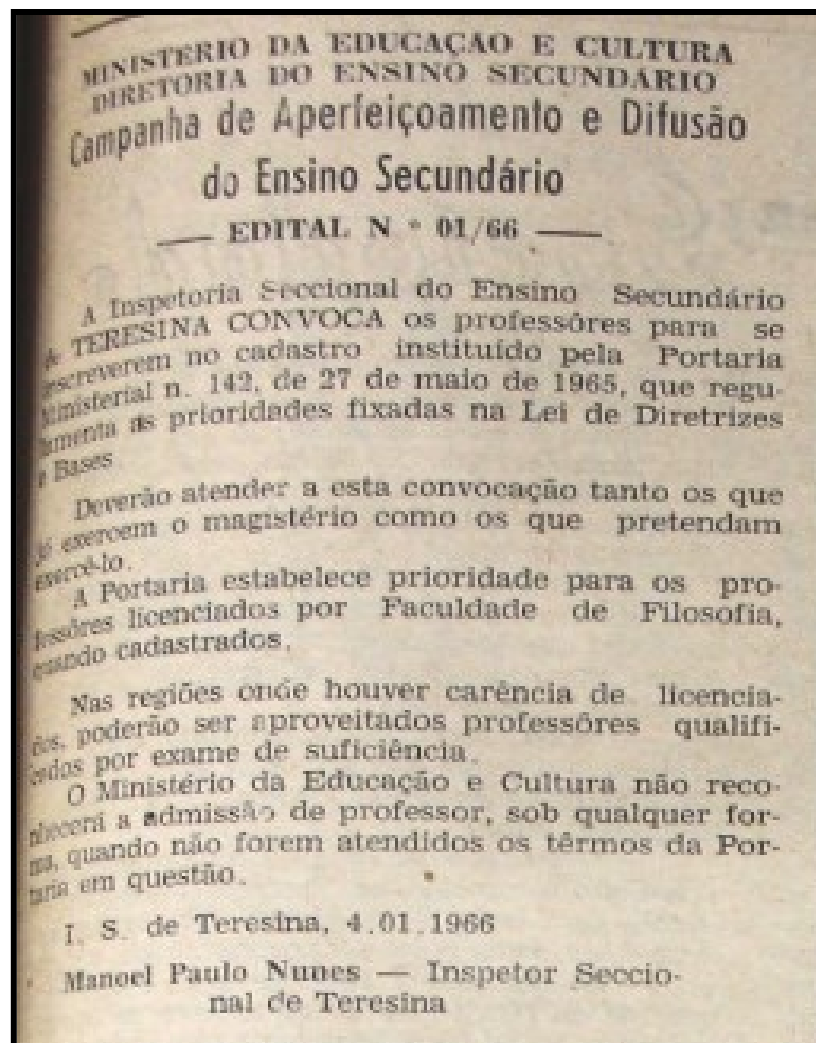 MINISTÉRIO DA EDUCAÇÃO E CULTURA
DIRETORIA DO ENSINO SECUNDÁRIO
Campanha de Aperfeiçoamento e Difusão
do Ensino Secundário
EDITAL N º 01/66
A Inspetoria Seccional do Ensino Secundário
de TERESINA CONVOCA os professôres para se
inscreverem no cadastro instituído pela Portaria
Ministerial n. 142, de 27 de maio de 1965, que regu-
lamenta as prioridades fixadas na Lei de Diretrizes
e Bases.
Deverão atender a esta convocação tanto os que
já exercem o magistério como os que pretendam
exercê-lo.
A Portaria estabelece prioridade para os pro-
fessôres licenciados por Faculdade de Filosofia,
quando cadastrados.
Nas regiões onde houver carência de licencia-
dos, poderão ser aproveitados professôres qualifi-
cados por exame de suficiência.
O Ministério da Educação e Cultura não reco-
nhecerá a admissão de professor, sob qualquer for-
ma, quando não forem atendidos os têrmos da Por-
taria em questão.
I. S. de Teresina, 4.01.1966
Manoel Paulo Nunes — Inspetor Seccio-
nal de Teresina